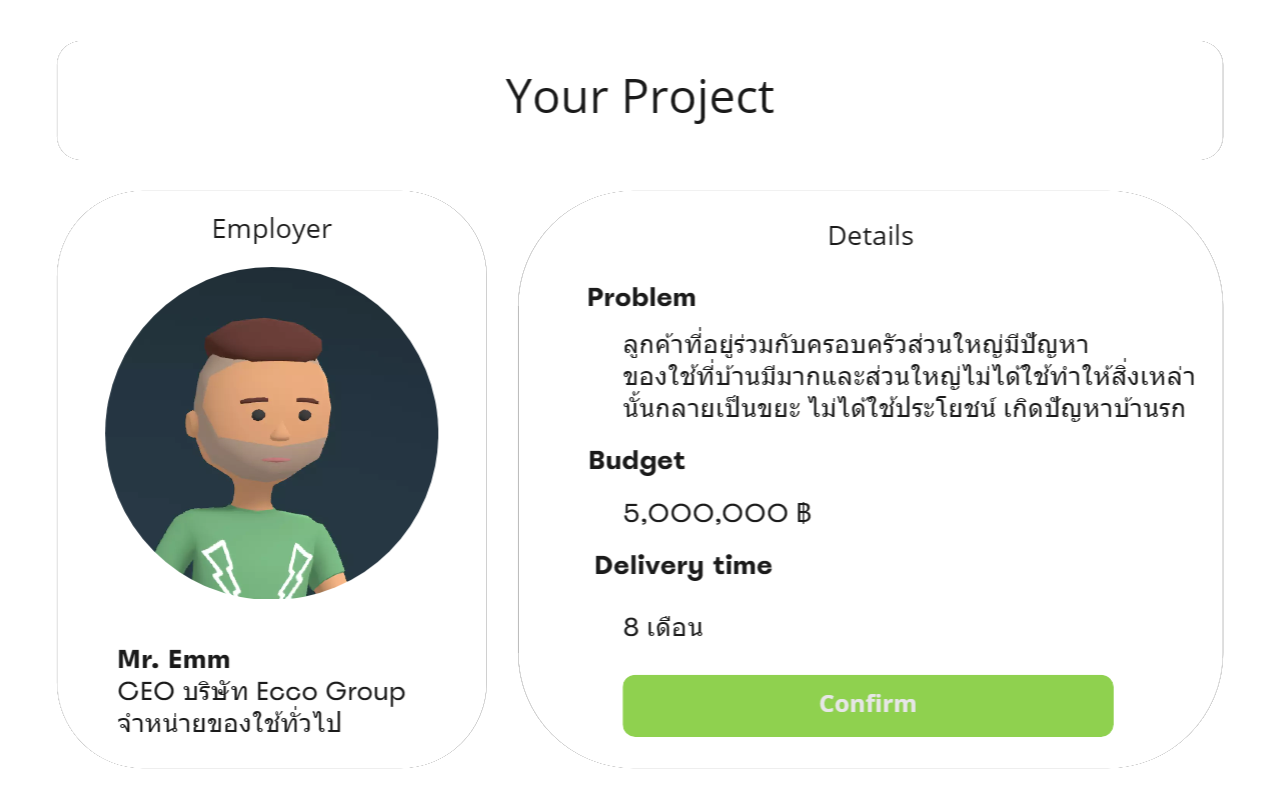 Your Project
Employer
Mr. Emm
CEO บริษัท Ecco Group
จำหน่ายของใช้ทั่วไป
Details
Problem
ลูกค้าที่อยู่ร่วมกับครอบครัวส่วนใหญ่มีปัญหา
ของใช้ที่บ้านมีมากและส่วนใหญ่ไม่ได้ใช้ทำให้สิ่งเหล่า
นั้นกลายเป็นขยะ ไม่ได้ใช้ประโยชน์ เกิดปัญหาบ้านรก
Budget
5,000,000 ฿
Delivery time
8 เดือน
Confirm